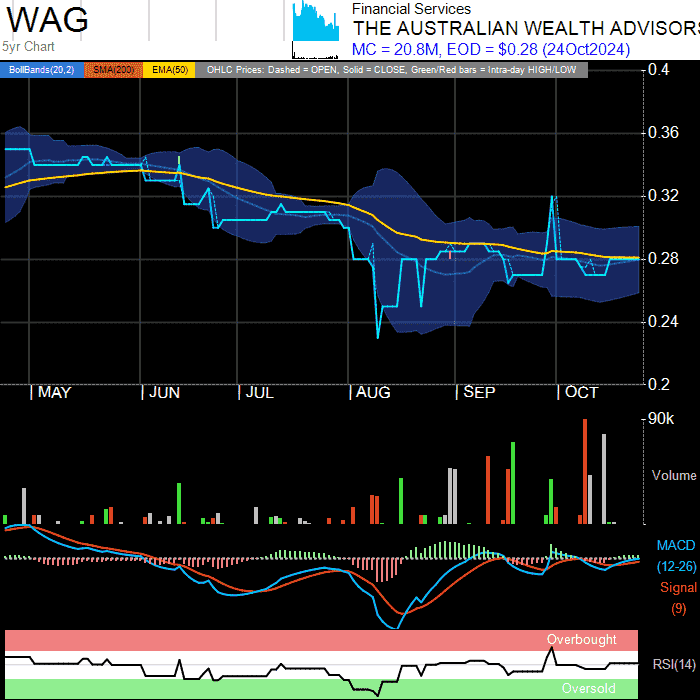 WAG
5yr Chart
Financial Services
THE AUSTRALIAN WEALTH ADVISORS
MC = 20.8M, EOD = $0.28 (24Oct2024)
BollBands(20,2) SMA(200) EMA(50) OHLC Prices: Dashed = OPEN, Solid = CLOSE, Green/Red bars = Intra-day HIGH/LOW
0.4
0.36
0.32
0.28
0.24
0.2
MAY JUN JUL AUG SEP OCT
90k
Volume
MACD
(12-26)
Signal
(9)
Overbought
RSI(14)
Oversold